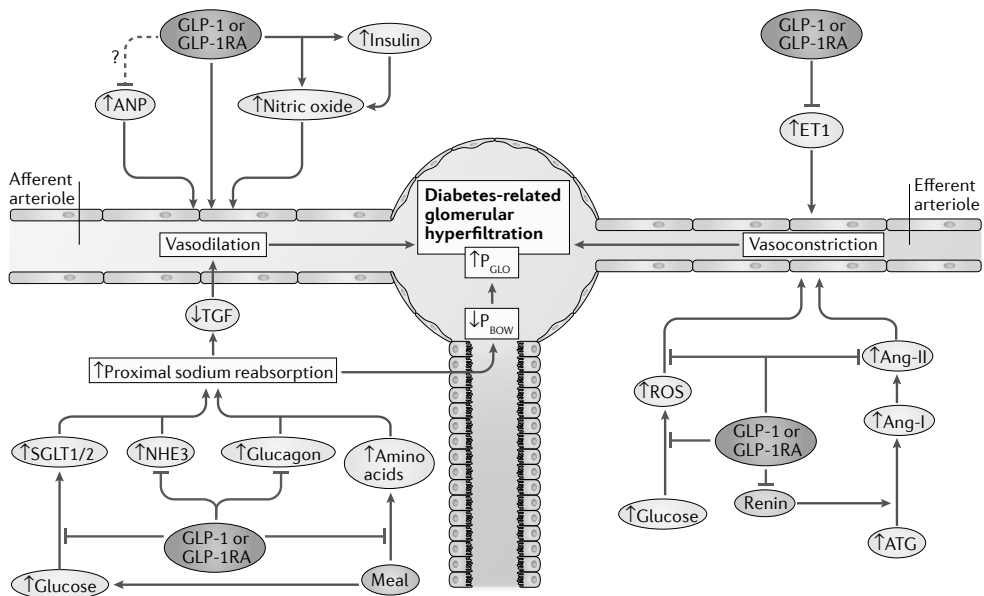 GLP-1 or
GLP-1RA
↑Insulin
?
↑ANP
↑Nitric oxide
GLP-1 or
GLP-1RA
↑ET1
Afferent
arteriole
Efferent
arteriole
Diabetes-related
glomerular
hyperfiltration
Vasodilation
Vasoconstriction
↑P_GLO
↓P_BOW
↓TGF
↑Proximal sodium reabsorption
↑SGLT1/2
↑NHE3
↑Glucagon
↑Amino
acids
GLP-1 or
GLP-1RA
↑Glucose
Meal
↑Ang-II
↑ROS
↑Ang-I
GLP-1 or
GLP-1RA
Renin
↑Glucose
↑ATG